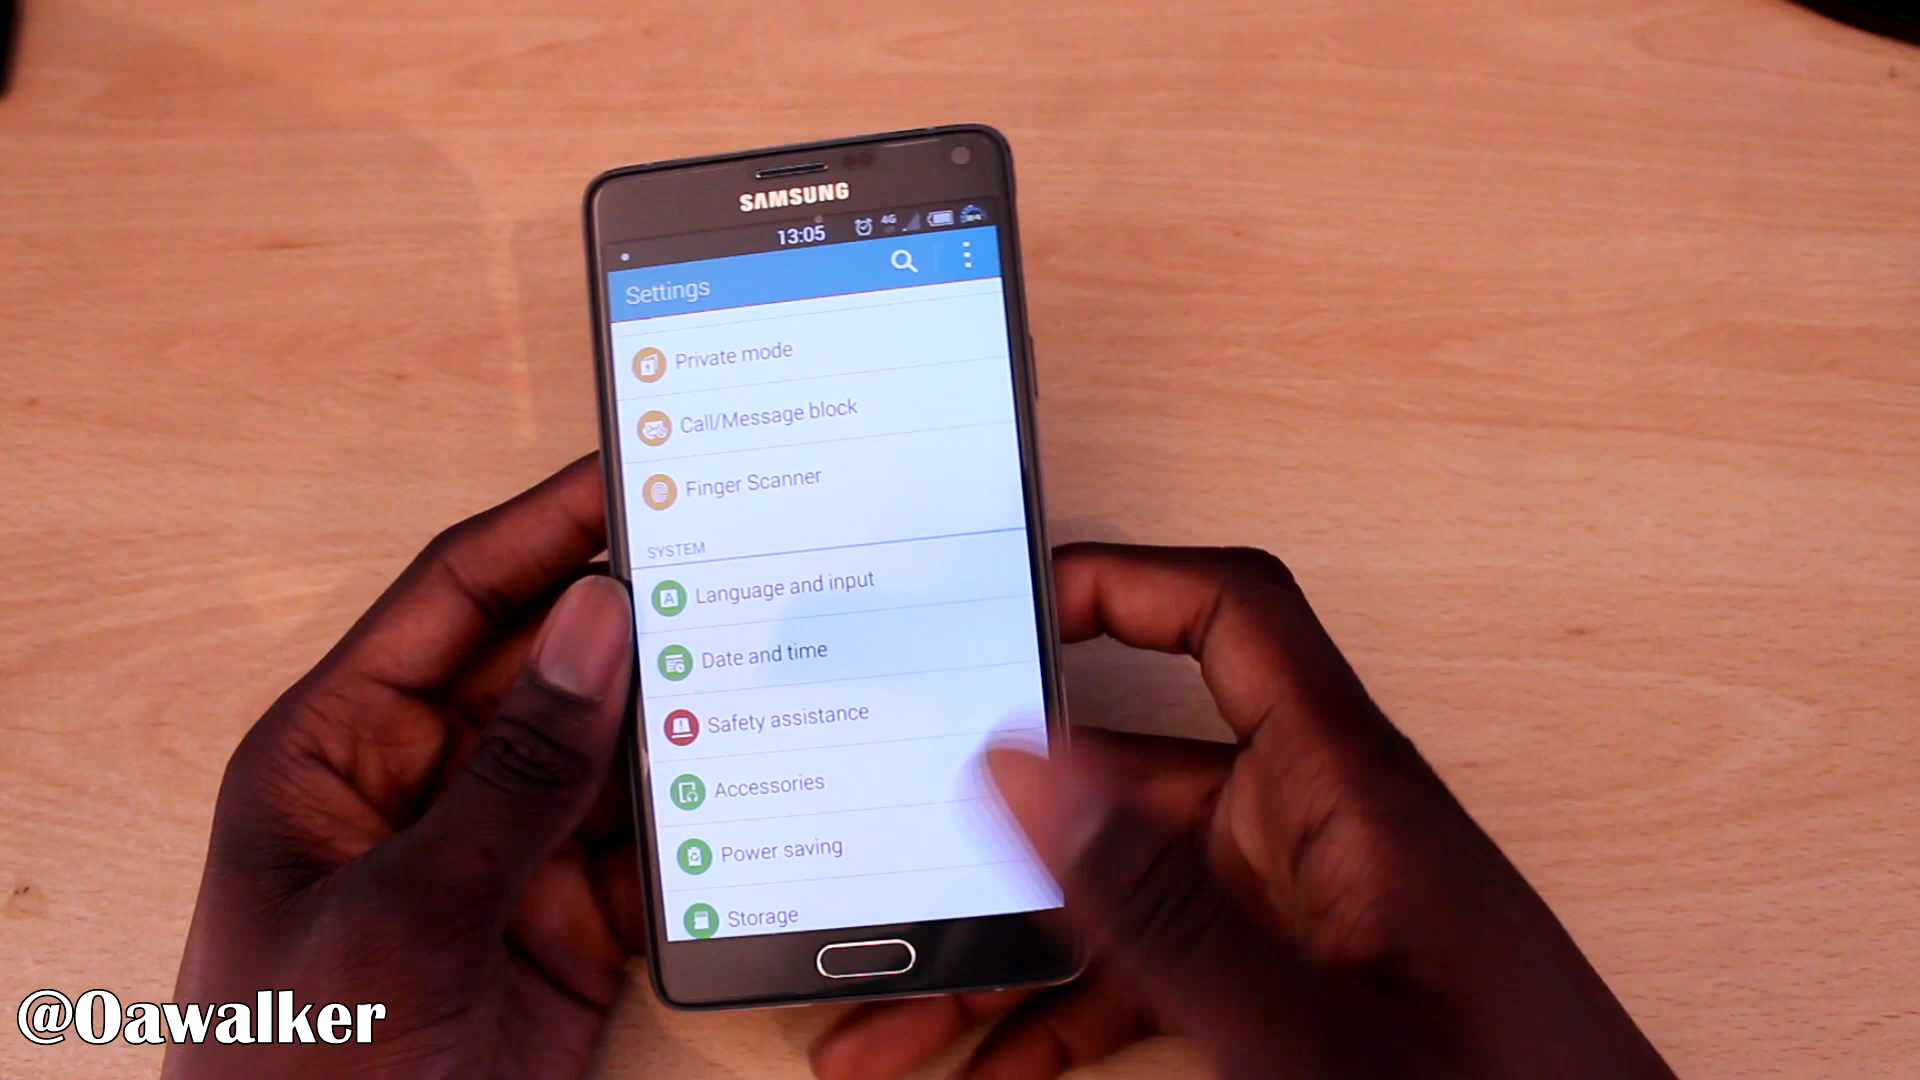 SAMSUNG
13:05
4G
Settings
Private mode
Call/Message block
Finger Scanner
SYSTEM
Language and input
Date and time
Safety assistance
Accessories
Power saving
Storage
@0awalker